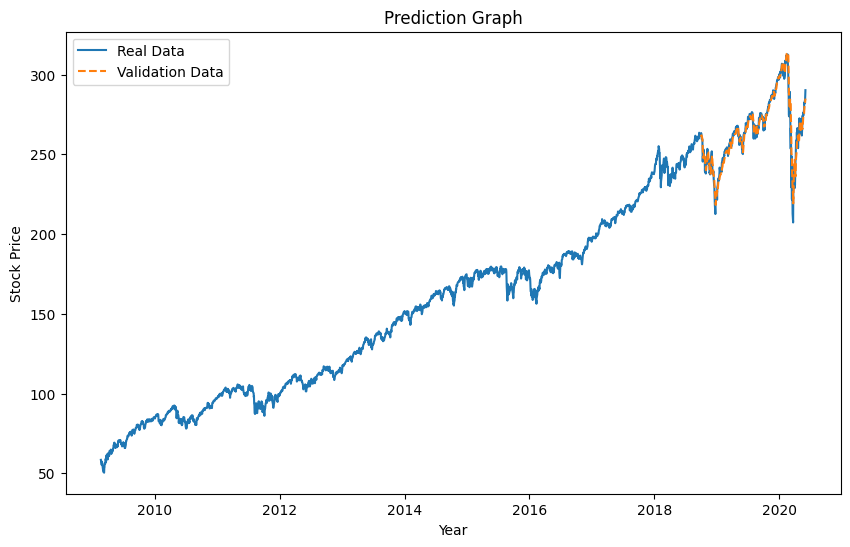 Prediction Graph
Real Data
Validation Data
300
250
200
150
100
50
Stock Price
2010 2012 2014 2016 2018 2020
Year